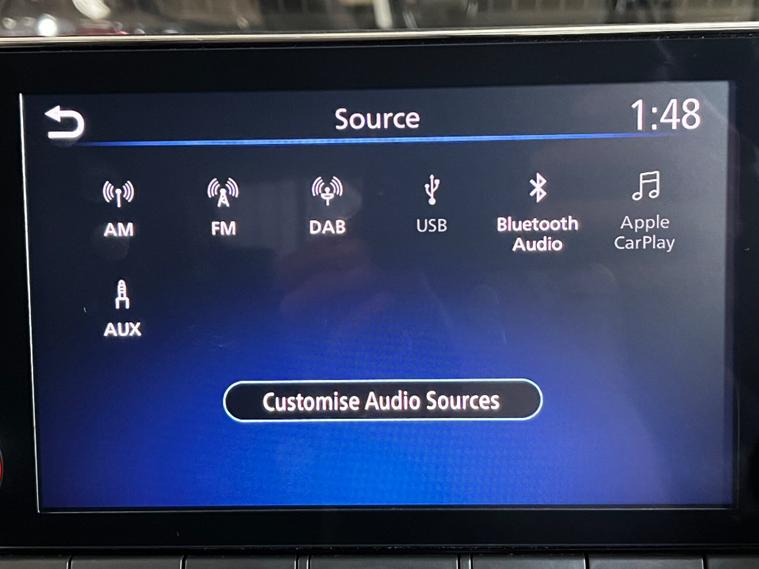 Source
1:48
AM
FM
DAB
USB
Bluetooth
Audio
Apple
CarPlay
AUX
Customise Audio Sources